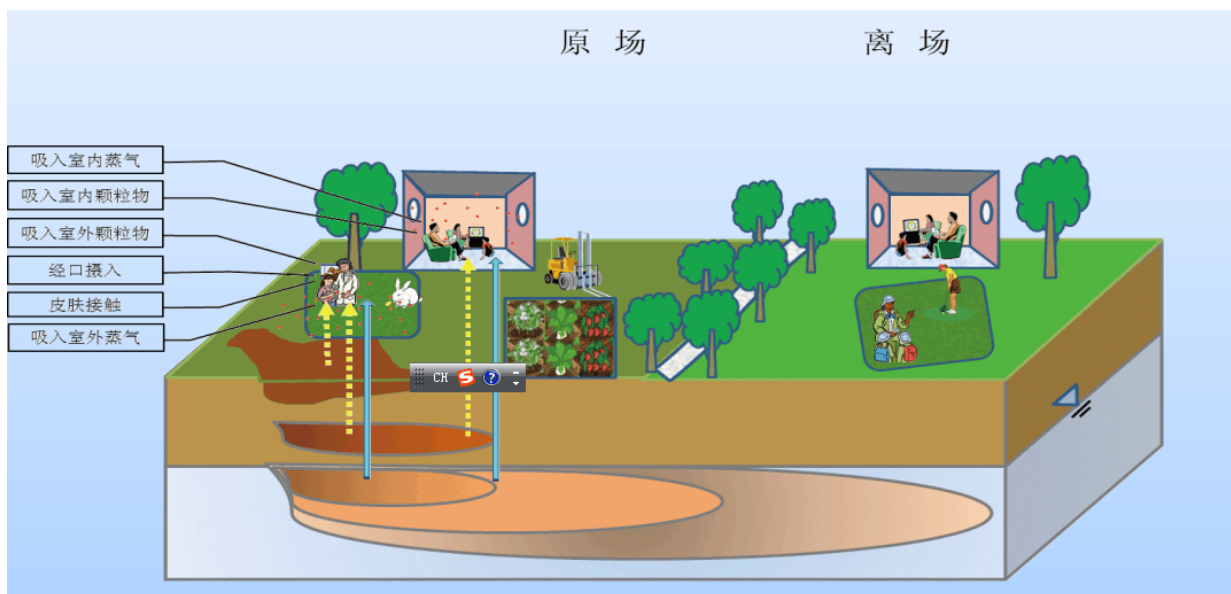 原场 离场
吸入室内蒸气
吸入室内颗粒物
吸入室外颗粒物
经口摄入
皮肤接触
吸入室外蒸气
CH S ?